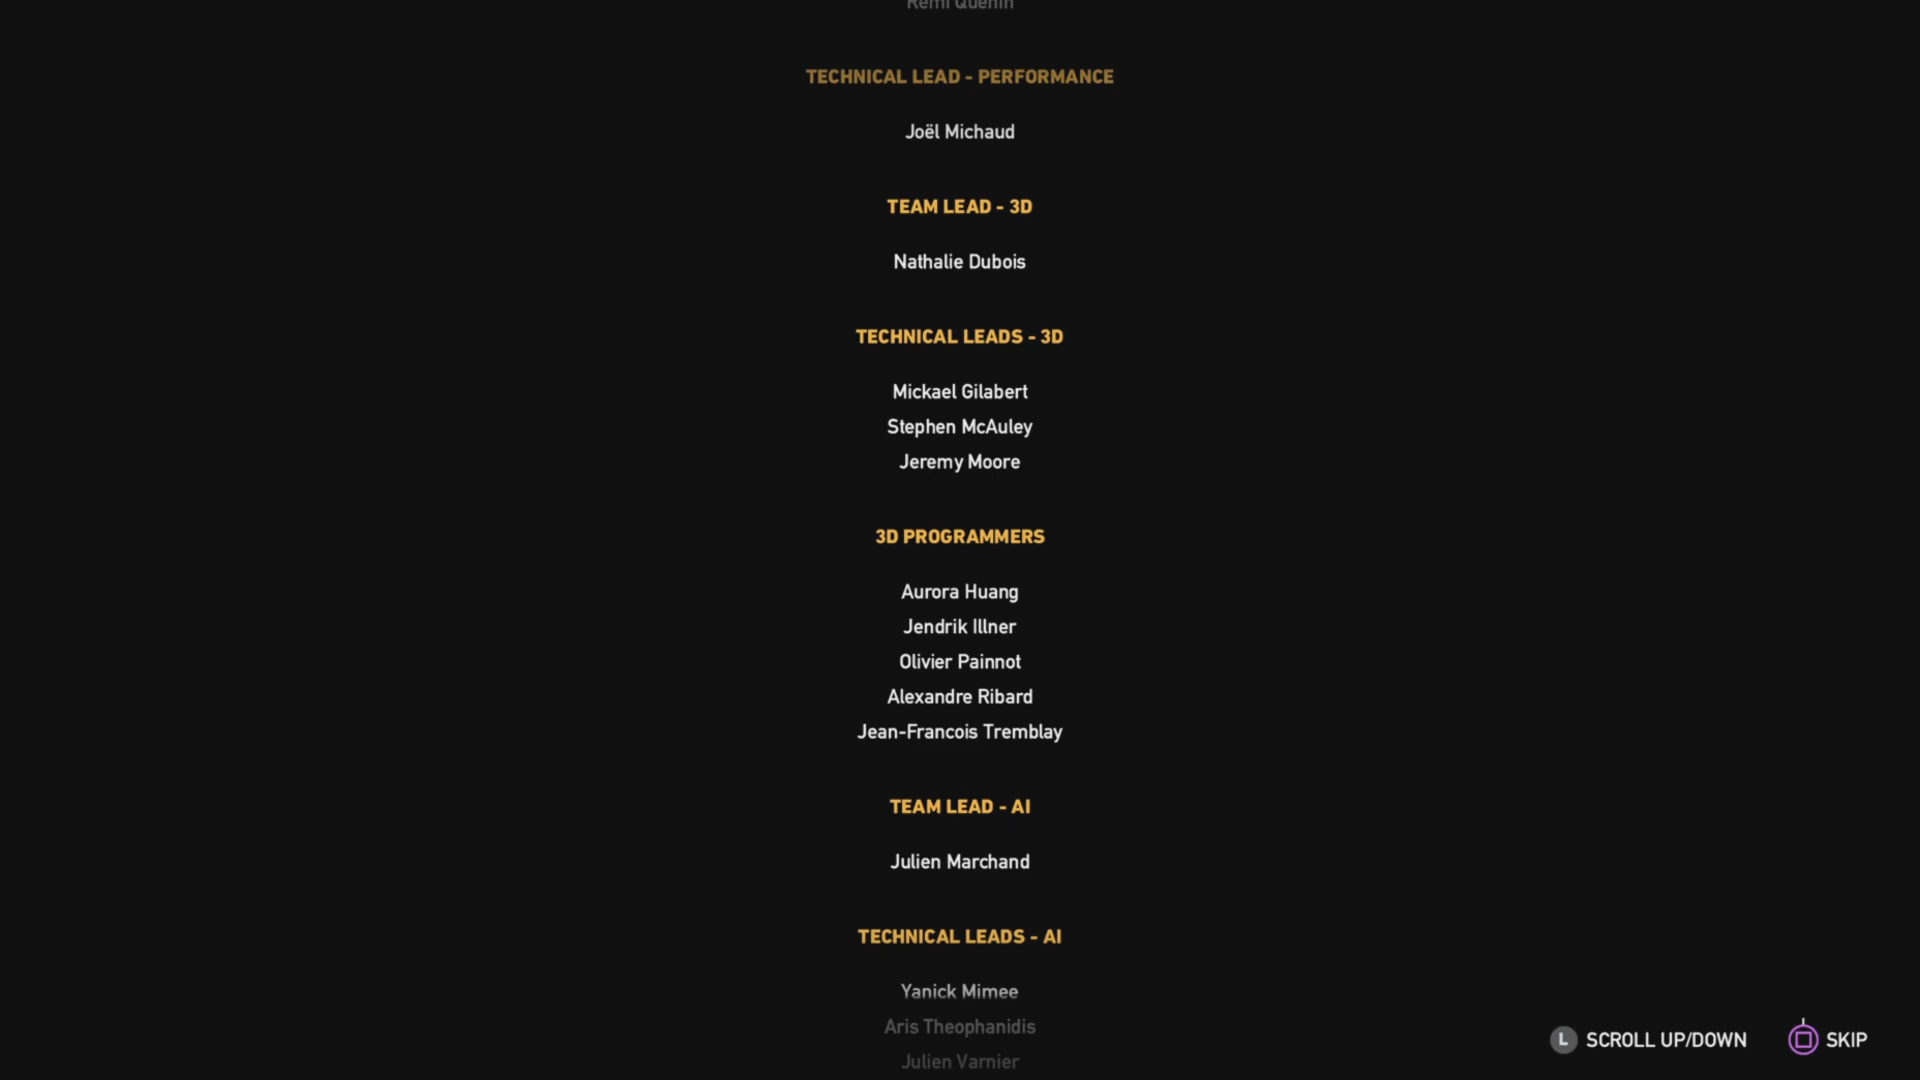 Remi Quenin
TECHNICAL LEAD - PERFORMANCE
Joël Michaud
TEAM LEAD - 3D
Nathalie Dubois
TECHNICAL LEADS - 3D
Mickael Gilabert
Stephen McAuley
Jeremy Moore
3D PROGRAMMERS
Aurora Huang
Jendrik Illner
Olivier Painnot
Alexandre Ribard
Jean-Francois Tremblay
TEAM LEAD - AI
Julien Marchand
TECHNICAL LEADS - AI
Yanick Mimee
Aris Theophanidis
Julien Varnier
L SCROLL UP/DOWN SKIP